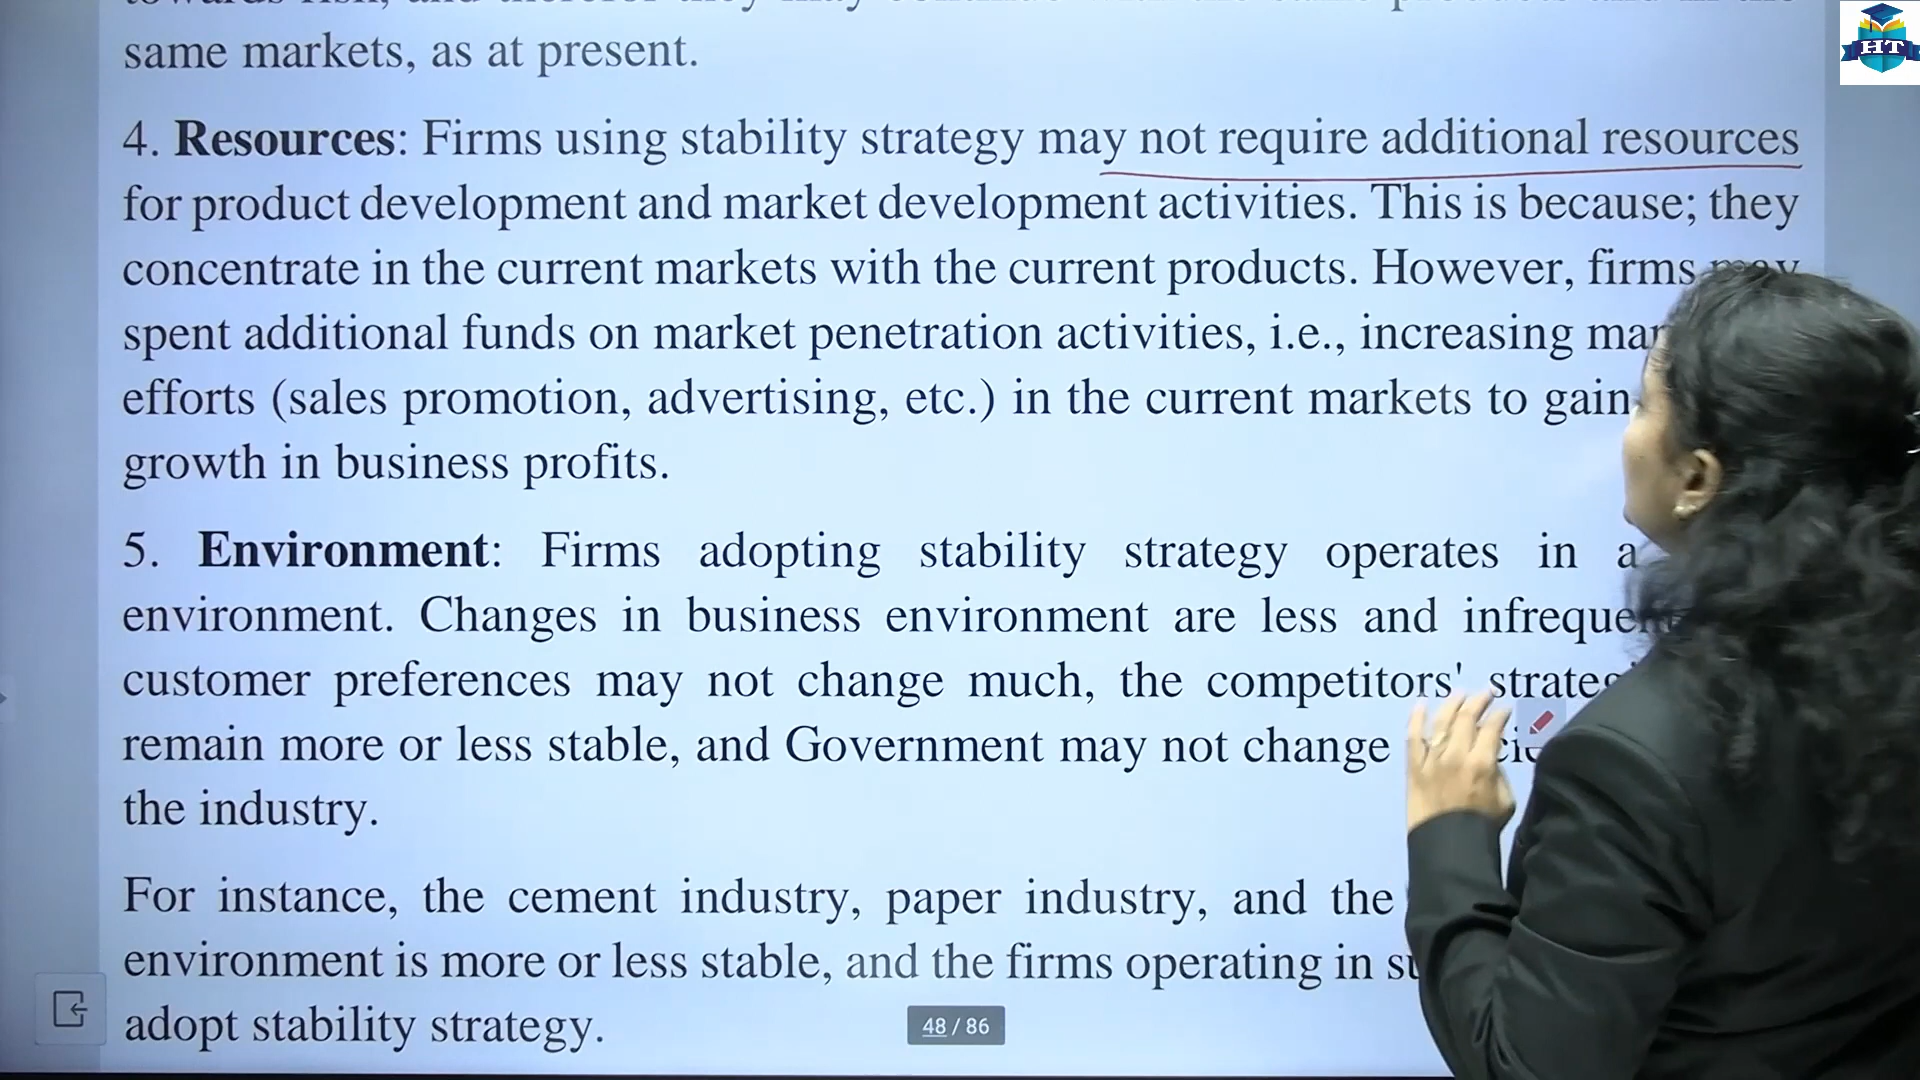 same markets, as at present.
4. Resources: Firms using stability strategy may not require additional resources
for product development and market development activities. This is because; they
concentrate in the current markets with the current products. However, firms may
spent additional funds on market penetration activities, i.e., increasing
efforts (sales promotion, advertising, etc.) in the current markets to gain
growth in business profits.
5. Environment: Firms adopting stability strategy operates in a
environment. Changes in business environment are less and
customer preferences may not change much, the competitors'
remain more or less stable, and Government may not change
the industry.
For instance, the cement industry, paper industry, and the
environment is more or less stable, and the firms operating in
adopt stability strategy.
48 / 86
HT